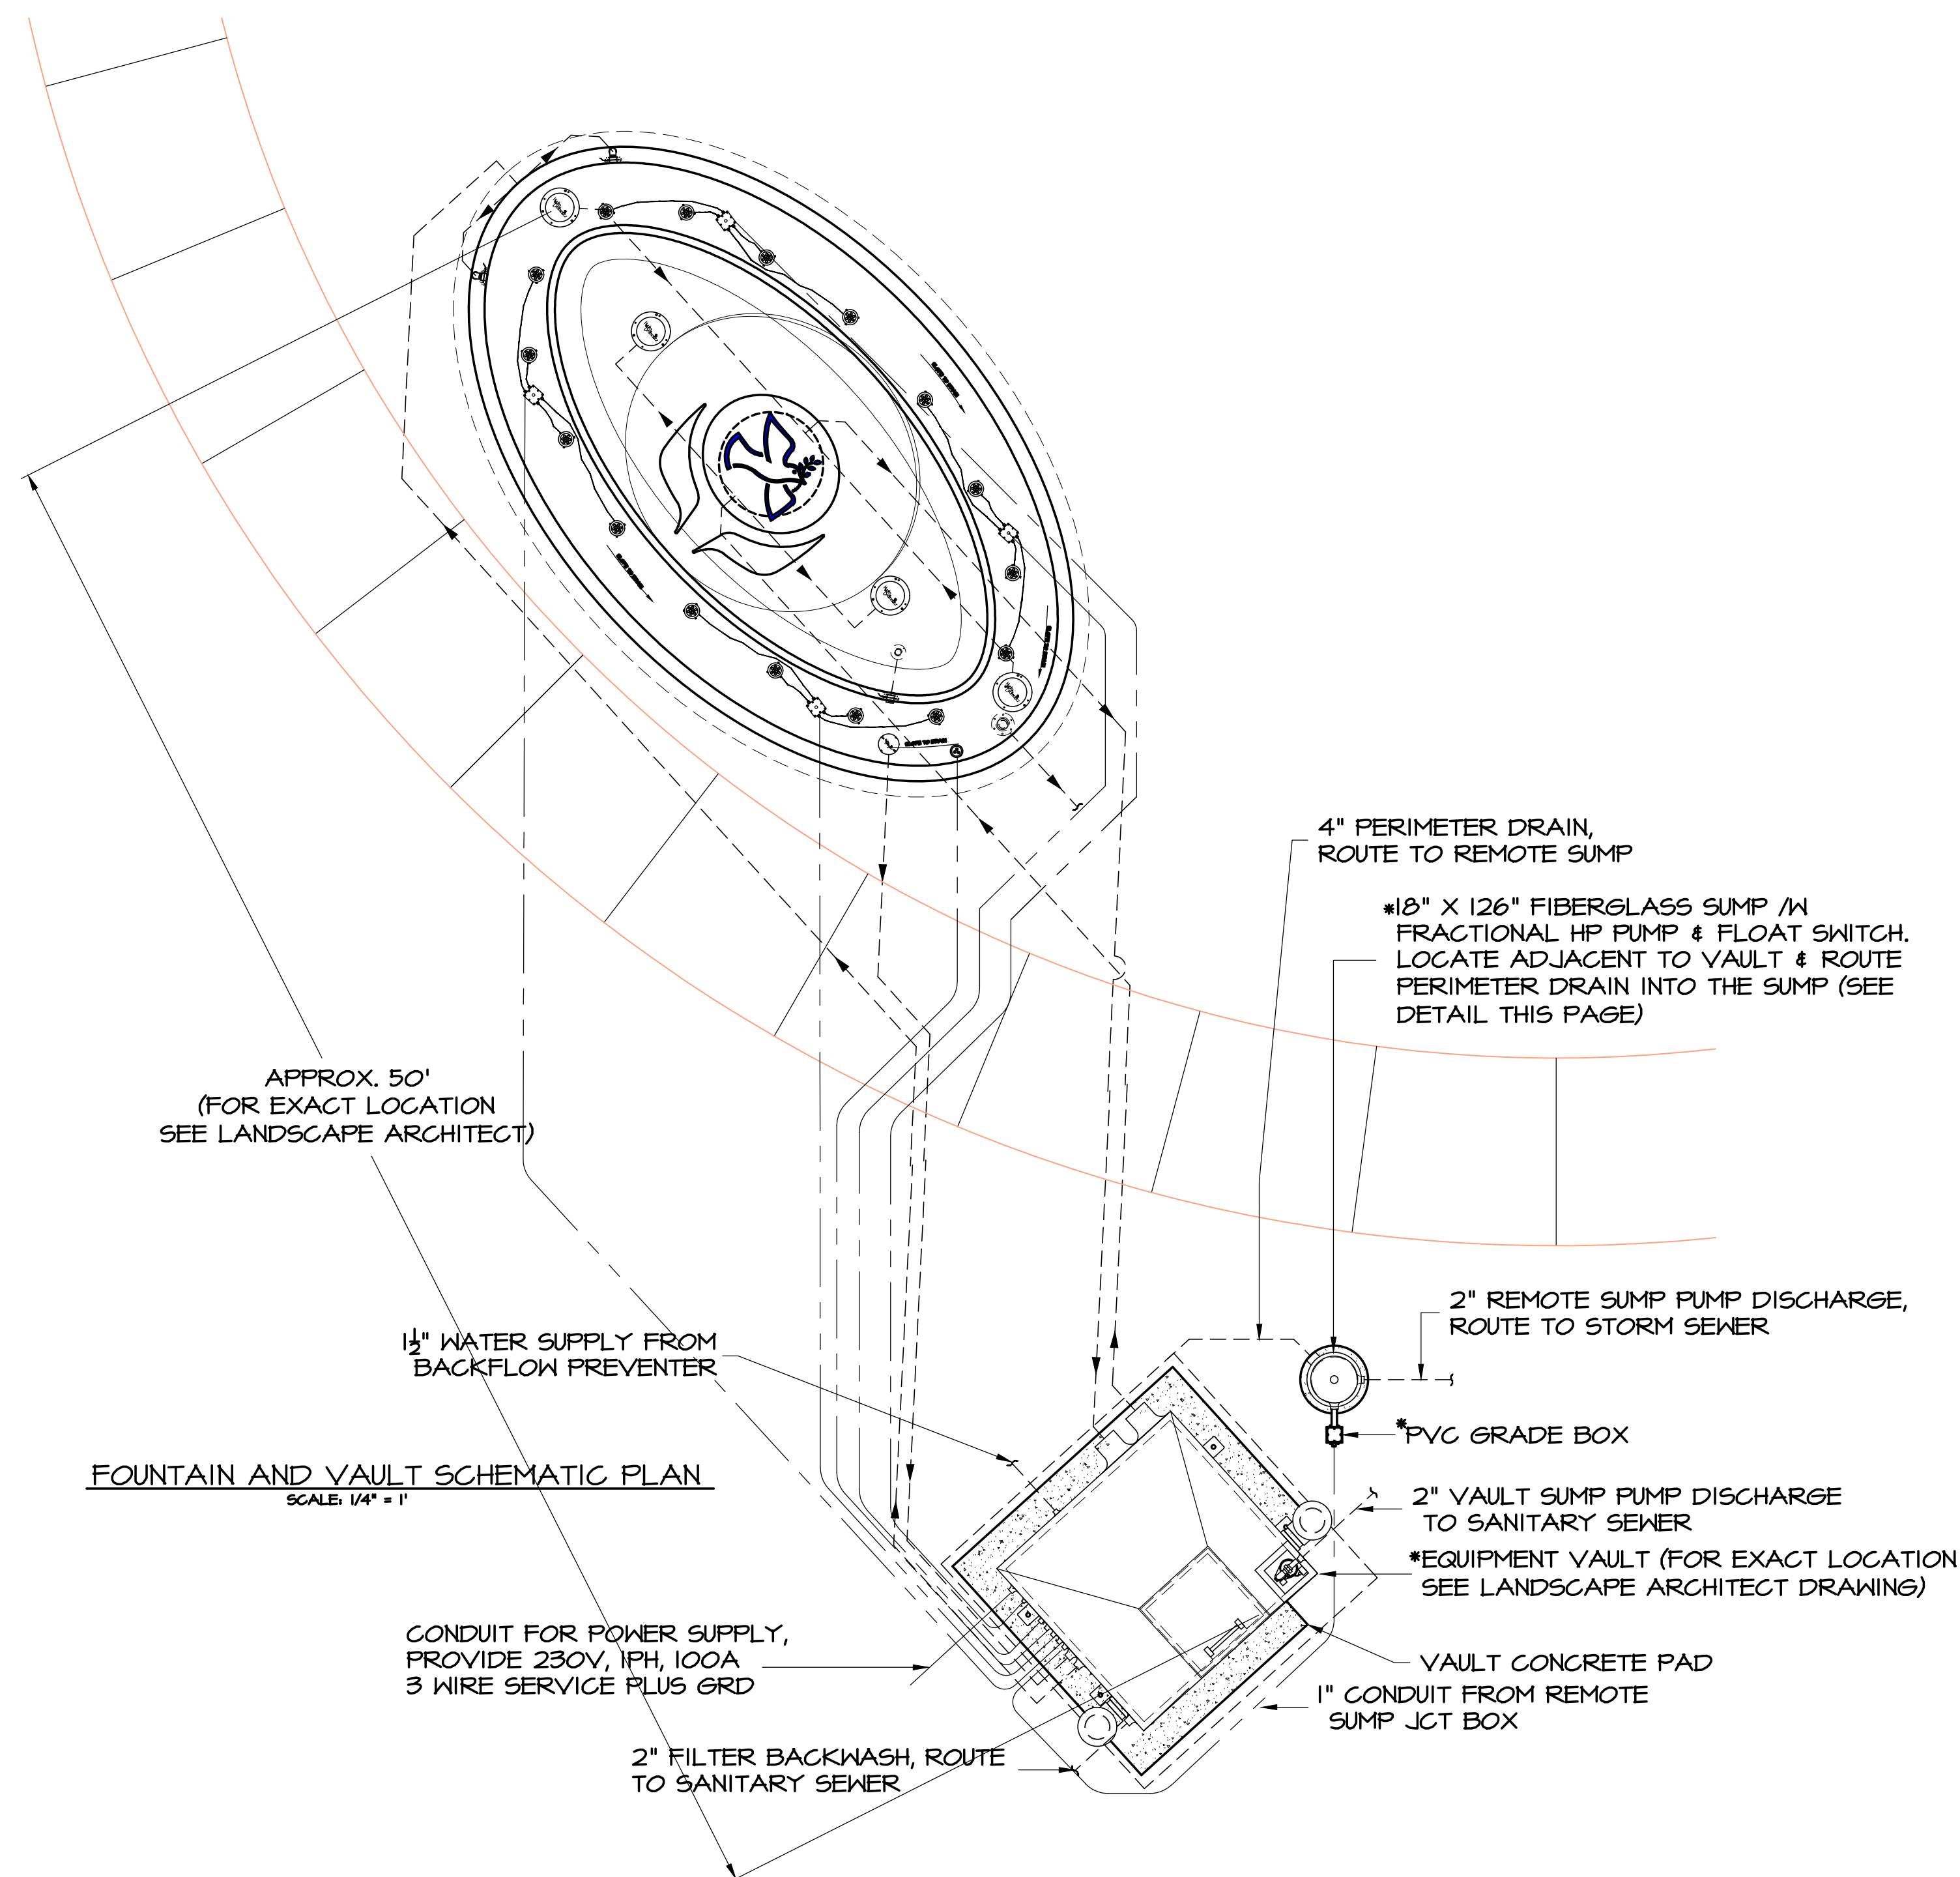 4" PERIMETER DRAIN,
ROUTE TO REMOTE SUMP
*18" X 126" FIBERGLASS SUMP /W
FRACTIONAL HP PUMP & FLOAT SWITCH.
LOCATE ADJACENT TO VAULT & ROUTE
PERIMETER DRAIN INTO THE SUMP (SEE
DETAIL THIS PAGE)
APPROX. 50'
(FOR EXACT LOCATION
SEE LANDSCAPE ARCHITECT)
2" REMOTE SUMP PUMP DISCHARGE,
ROUTE TO STORM SEWER
1 1/2" WATER SUPPLY FROM
BACKFLOW PREVENTER
*PVC GRADE BOX
FOUNTAIN AND VAULT SCHEMATIC PLAN
SCALE: 1/4" = 1'
2" VAULT SUMP PUMP DISCHARGE
TO SANITARY SEWER
*EQUIPMENT VAULT (FOR EXACT LOCATION
SEE LANDSCAPE ARCHITECT DRAWING)
CONDUIT FOR POWER SUPPLY,
PROVIDE 230V, 1PH, 100A
3 WIRE SERVICE PLUS GRD
VAULT CONCRETE PAD
1" CONDUIT FROM REMOTE
SUMP JCT BOX
2" FILTER BACKWASH, ROUTE
TO SANITARY SEWER